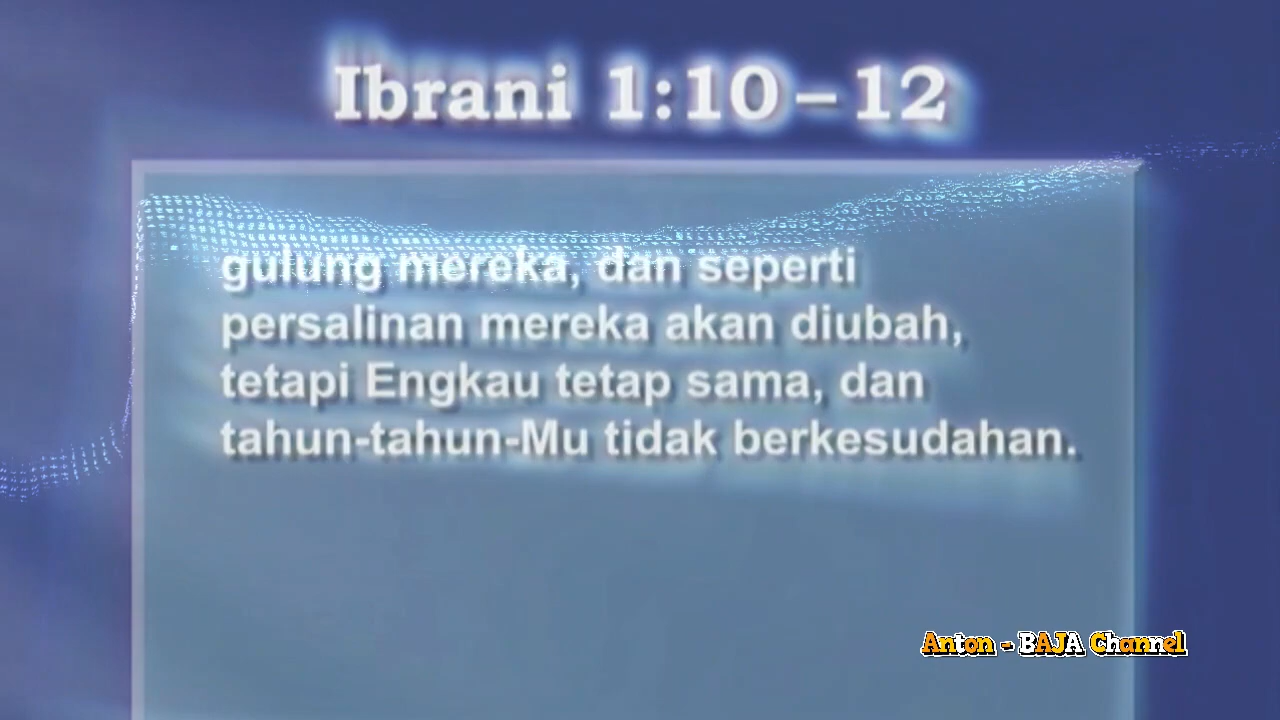 Ibrani 1:10–12
gulung mereka, dan seperti
persalinan mereka akan diubah,
tetapi Engkau tetap sama, dan
tahun-tahun-Mu tidak berkesudahan.
Anton - BAJA Channel